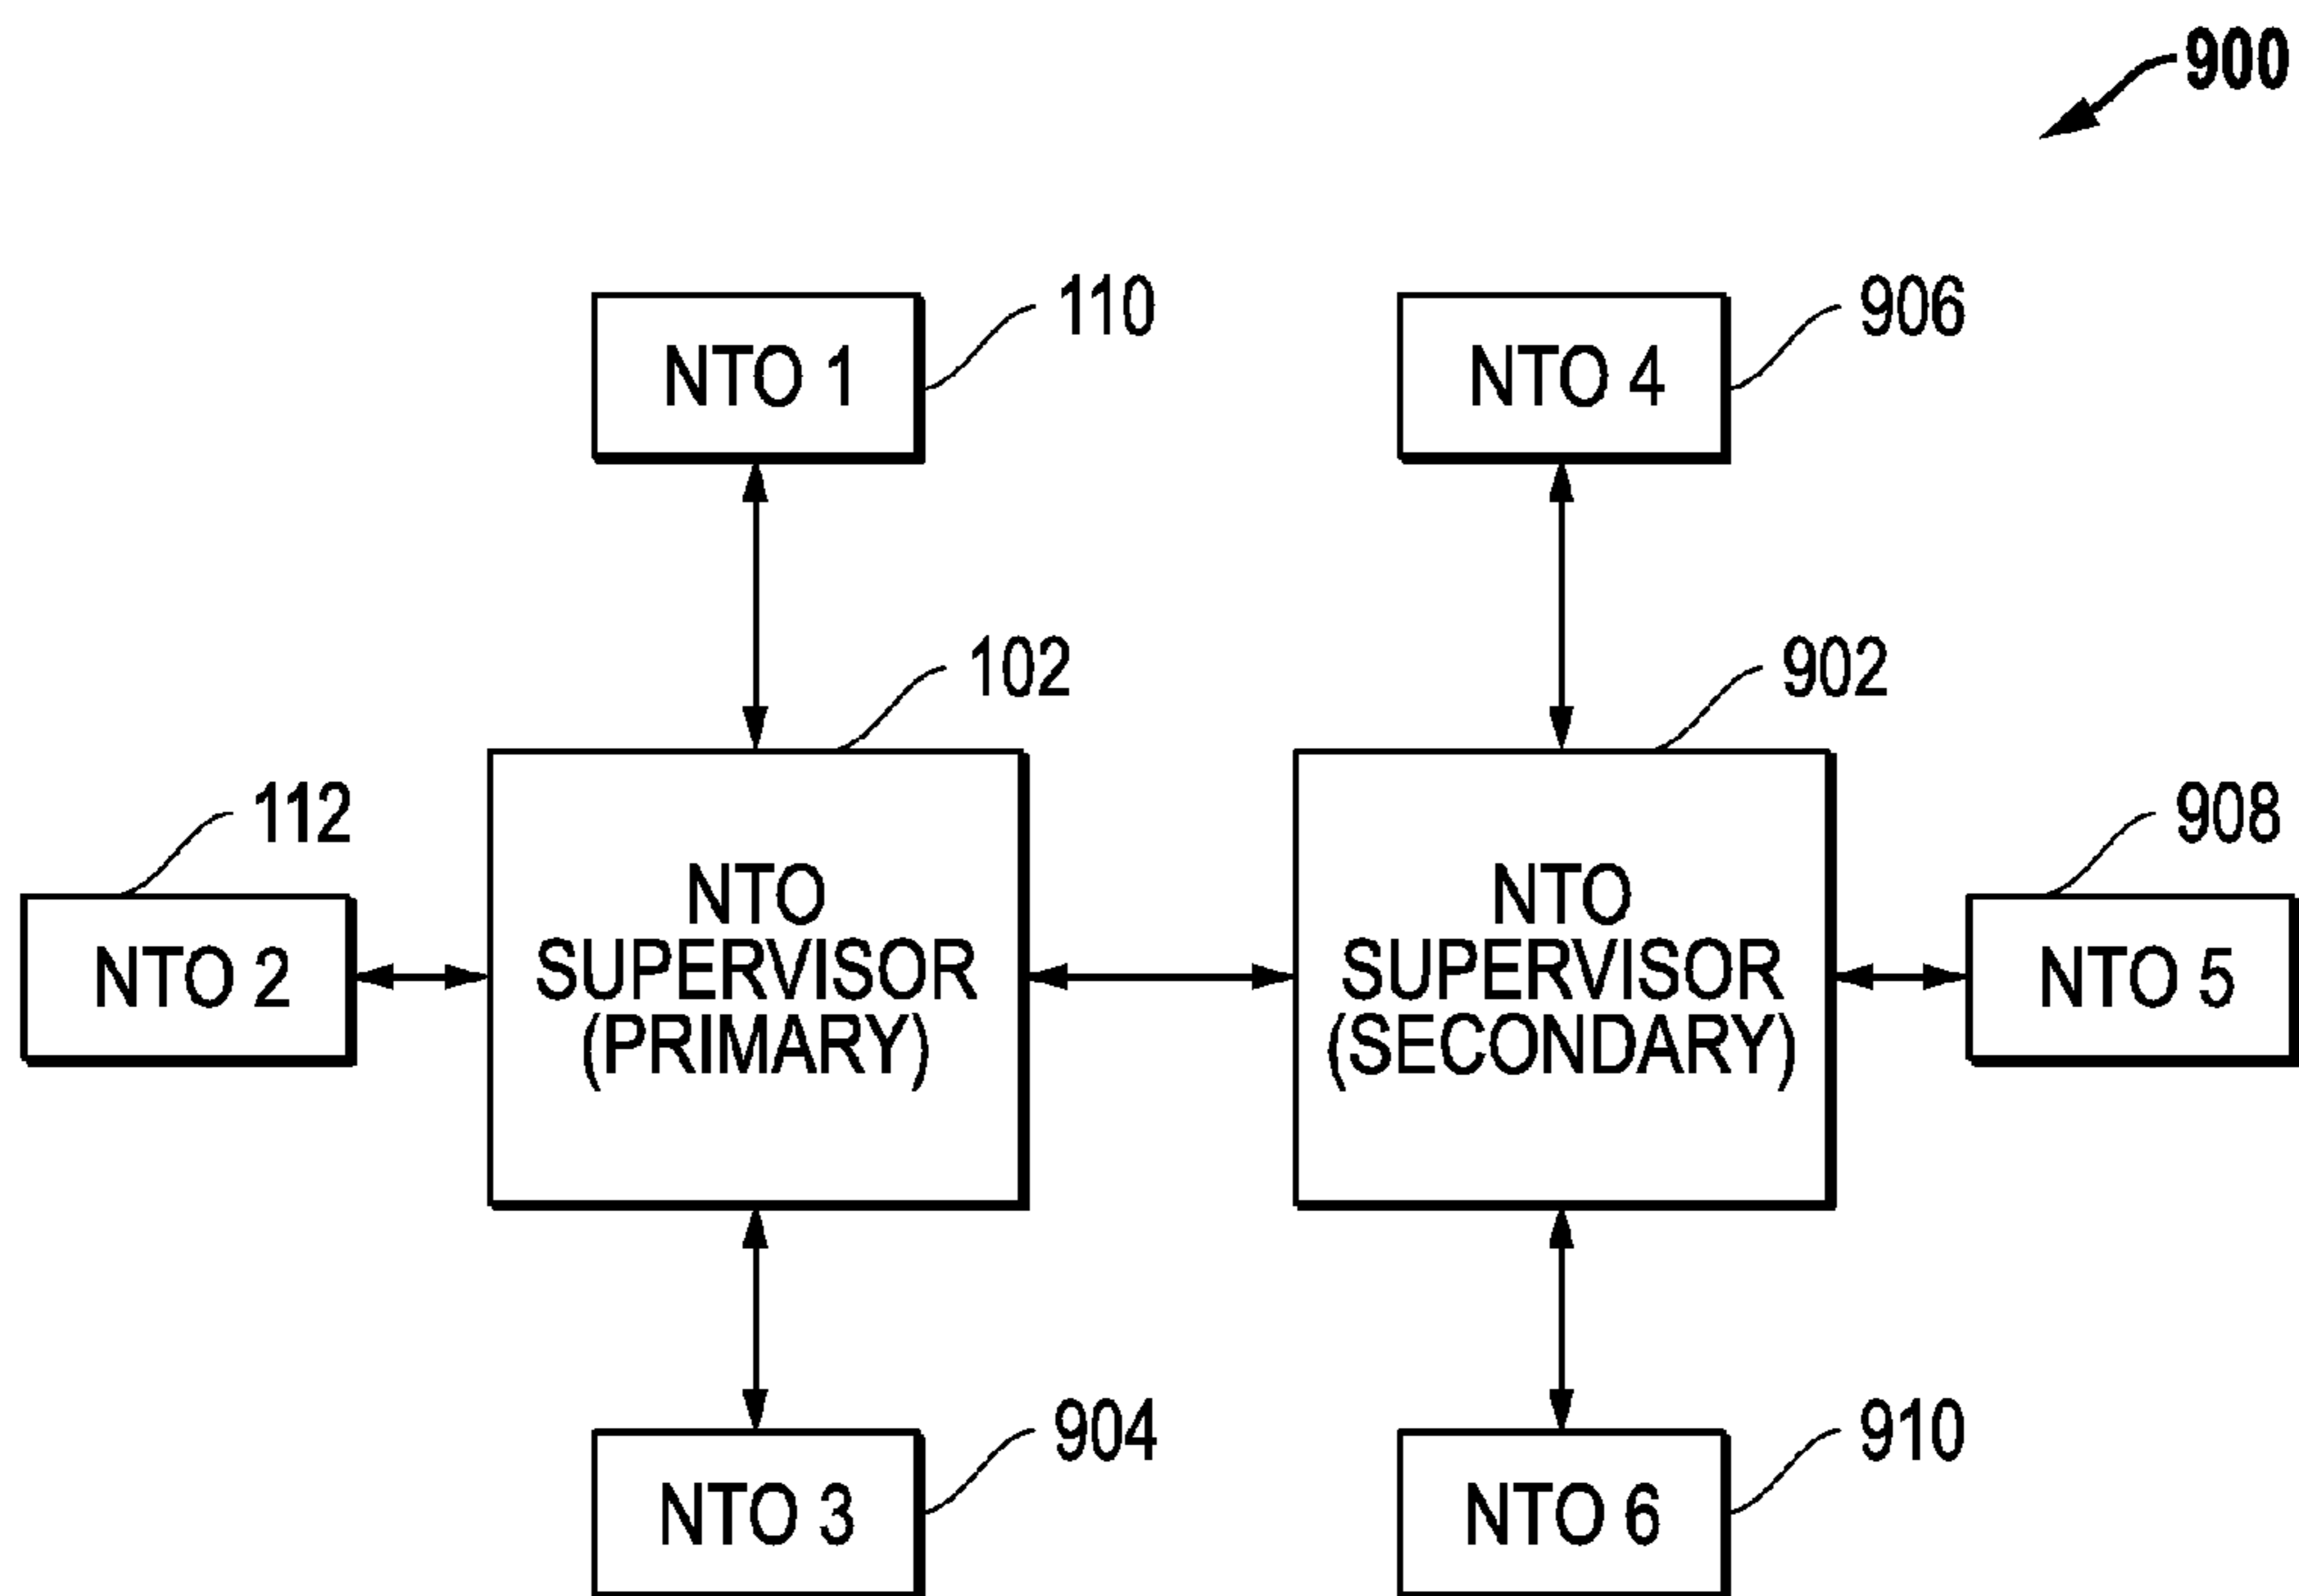 900
110
NTO 1
906
NTO 4
102
902
112
NTO 2
NTO
SUPERVISOR
(PRIMARY)
NTO
SUPERVISOR
(SECONDARY)
908
NTO 5
904
NTO 3
910
NTO 6